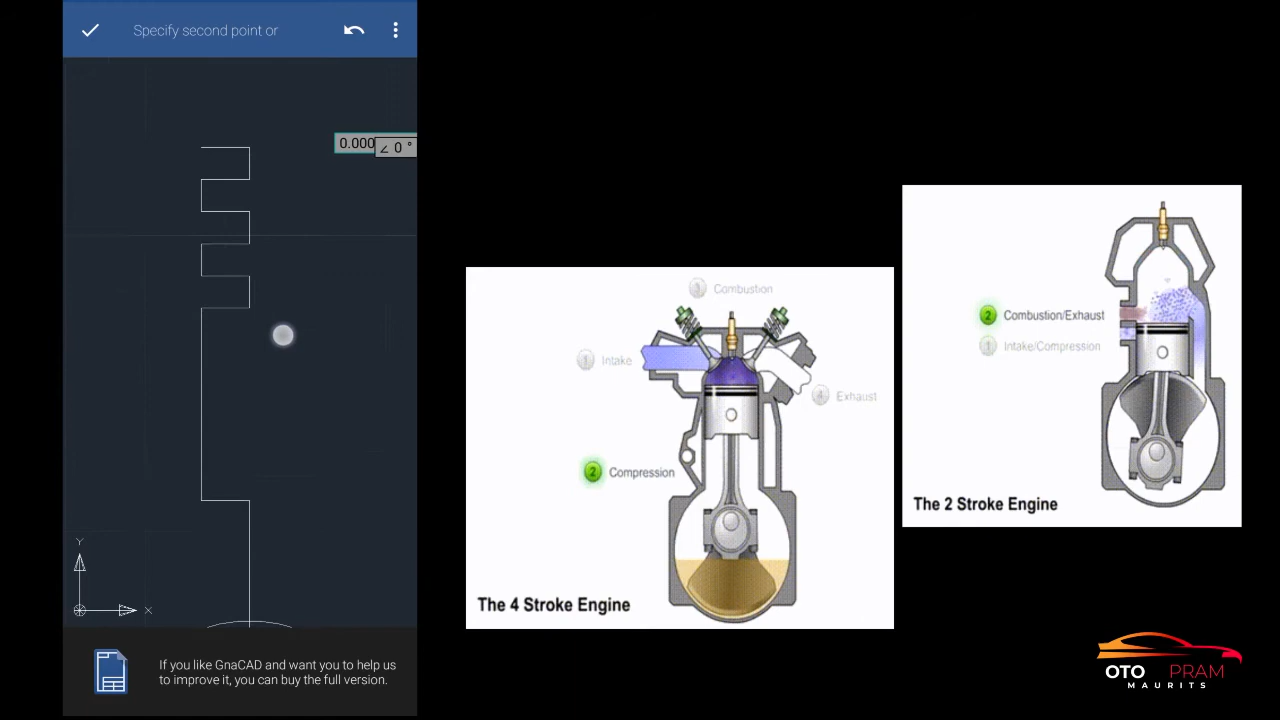 Specify second point or
0.000
∠ 0 °
Y
X
If you like GnaCAD and want you to help us
to improve it, you can buy the full version.
3 Combustion
1 Intake
4 Exhaust
2 Compression
The 4 Stroke Engine
2 Combustion/Exhaust
1 Intake/Compression
The 2 Stroke Engine
OTO PRAM
MAURITS